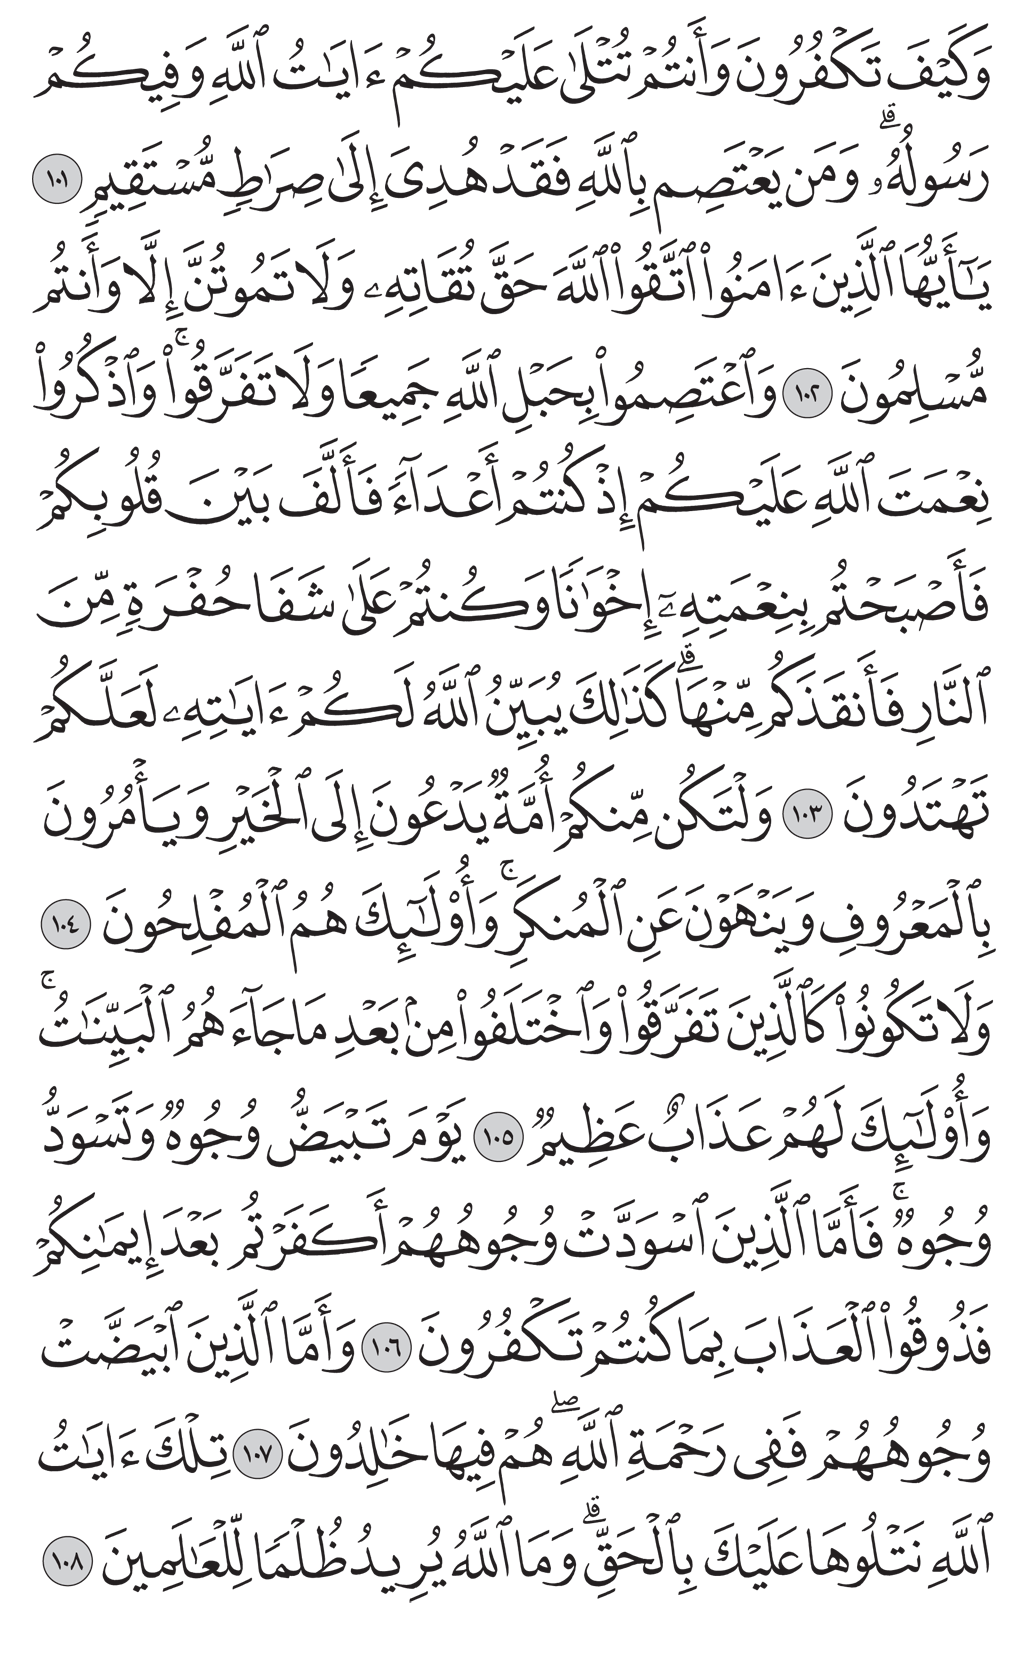 وَكَيۡفَ تَكۡفُرُونَ وَأَنتُمۡ تُتۡلَىٰ عَلَيۡكُمۡ ءَايَٰتُ ٱللَّهِ وَفِيكُمۡ
رَسُولُهُۥۗ وَمَن يَعۡتَصِم بِٱللَّهِ فَقَدۡ هُدِيَ إِلَىٰ صِرَٰطٖ مُّسۡتَقِيمٖ ١٠١
يَٰٓأَيُّهَا ٱلَّذِينَ ءَامَنُواْ ٱتَّقُواْ ٱللَّهَ حَقَّ تُقَاتِهِۦ وَلَا تَمُوتُنَّ إِلَّا وَأَنتُم
مُّسۡلِمُونَ ١٠٢ وَٱعۡتَصِمُواْ بِحَبۡلِ ٱللَّهِ جَمِيعٗا وَلَا تَفَرَّقُواْۚ وَٱذۡكُرُواْ
نِعۡمَتَ ٱللَّهِ عَلَيۡكُمۡ إِذۡ كُنتُمۡ أَعۡدَآءٗ فَأَلَّفَ بَيۡنَ قُلُوبِكُمۡ
فَأَصۡبَحۡتُم بِنِعۡمَتِهِۦٓ إِخۡوَٰنٗا وَكُنتُمۡ عَلَىٰ شَفَا حُفۡرَةٖ مِّنَ
ٱلنَّارِ فَأَنقَذَكُم مِّنۡهَاۗ كَذَٰلِكَ يُبَيِّنُ ٱللَّهُ لَكُمۡ ءَايَٰتِهِۦ لَعَلَّكُمۡ
تَهۡتَدُونَ ١٠٣ وَلۡتَكُن مِّنكُمۡ أُمَّةٞ يَدۡعُونَ إِلَى ٱلۡخَيۡرِ وَيَأۡمُرُونَ
بِٱلۡمَعۡرُوفِ وَيَنۡهَوۡنَ عَنِ ٱلۡمُنكَرِۚ وَأُوْلَٰٓئِكَ هُمُ ٱلۡمُفۡلِحُونَ ١٠٤
وَلَا تَكُونُواْ كَٱلَّذِينَ تَفَرَّقُواْ وَٱخۡتَلَفُواْ مِنۢ بَعۡدِ مَا جَآءَهُمُ ٱلۡبَيِّنَٰتُۚ
وَأُوْلَٰٓئِكَ لَهُمۡ عَذَابٌ عَظِيمٞ ١٠٥ يَوۡمَ تَبۡيَضُّ وُجُوهٞ وَتَسۡوَدُّ
وُجُوهٞۚ فَأَمَّا ٱلَّذِينَ ٱسۡوَدَّتۡ وُجُوهُهُمۡ أَكَفَرۡتُم بَعۡدَ إِيمَٰنِكُمۡ
فَذُوقُواْ ٱلۡعَذَابَ بِمَا كُنتُمۡ تَكۡفُرُونَ ١٠٦ وَأَمَّا ٱلَّذِينَ ٱبۡيَضَّتۡ
وُجُوهُهُمۡ فَفِي رَحۡمَةِ ٱللَّهِۖ هُمۡ فِيهَا خَٰلِدُونَ ١٠٧ تِلۡكَ ءَايَٰتُ
ٱللَّهِ نَتۡلُوهَا عَلَيۡكَ بِٱلۡحَقِّۗ وَمَا ٱللَّهُ يُرِيدُ ظُلۡمٗا لِّلۡعَٰلَمِينَ ١٠٨